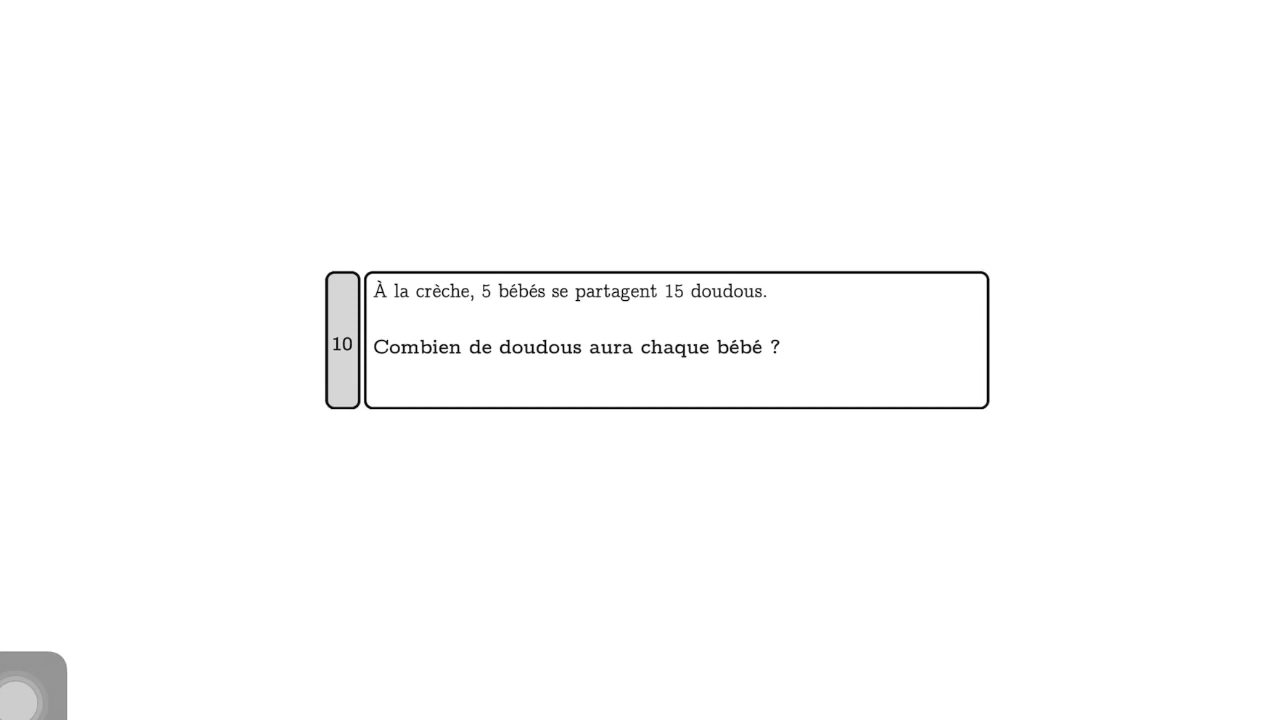 À la crèche, 5 bébés se partagent 15 doudous.
10
Combien de doudous aura chaque bébé ?